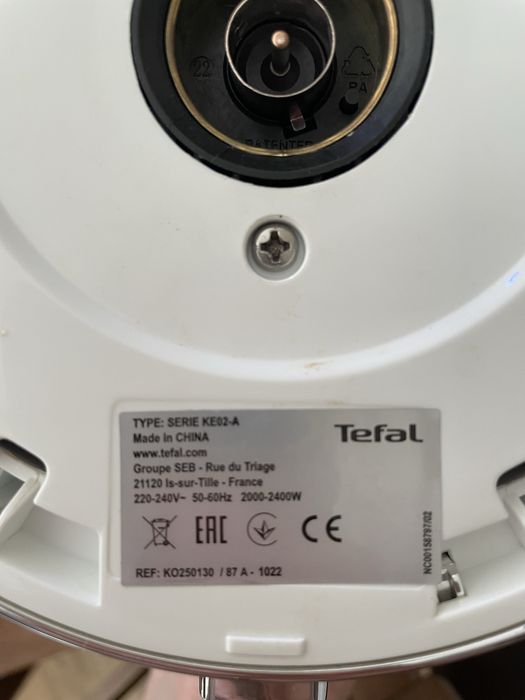 22
PA
PATENTED
TYPE: SERIE KE02-A
Made in CHINA
Tefal
www.tefal.com
Groupe SEB - Rue du Triage
21120 Is-sur-Tille - France
220-240V~ 50-60Hz 2000-2400W
EAC CE
REF: KO250130 / 87 A - 1022
NC00158797/02